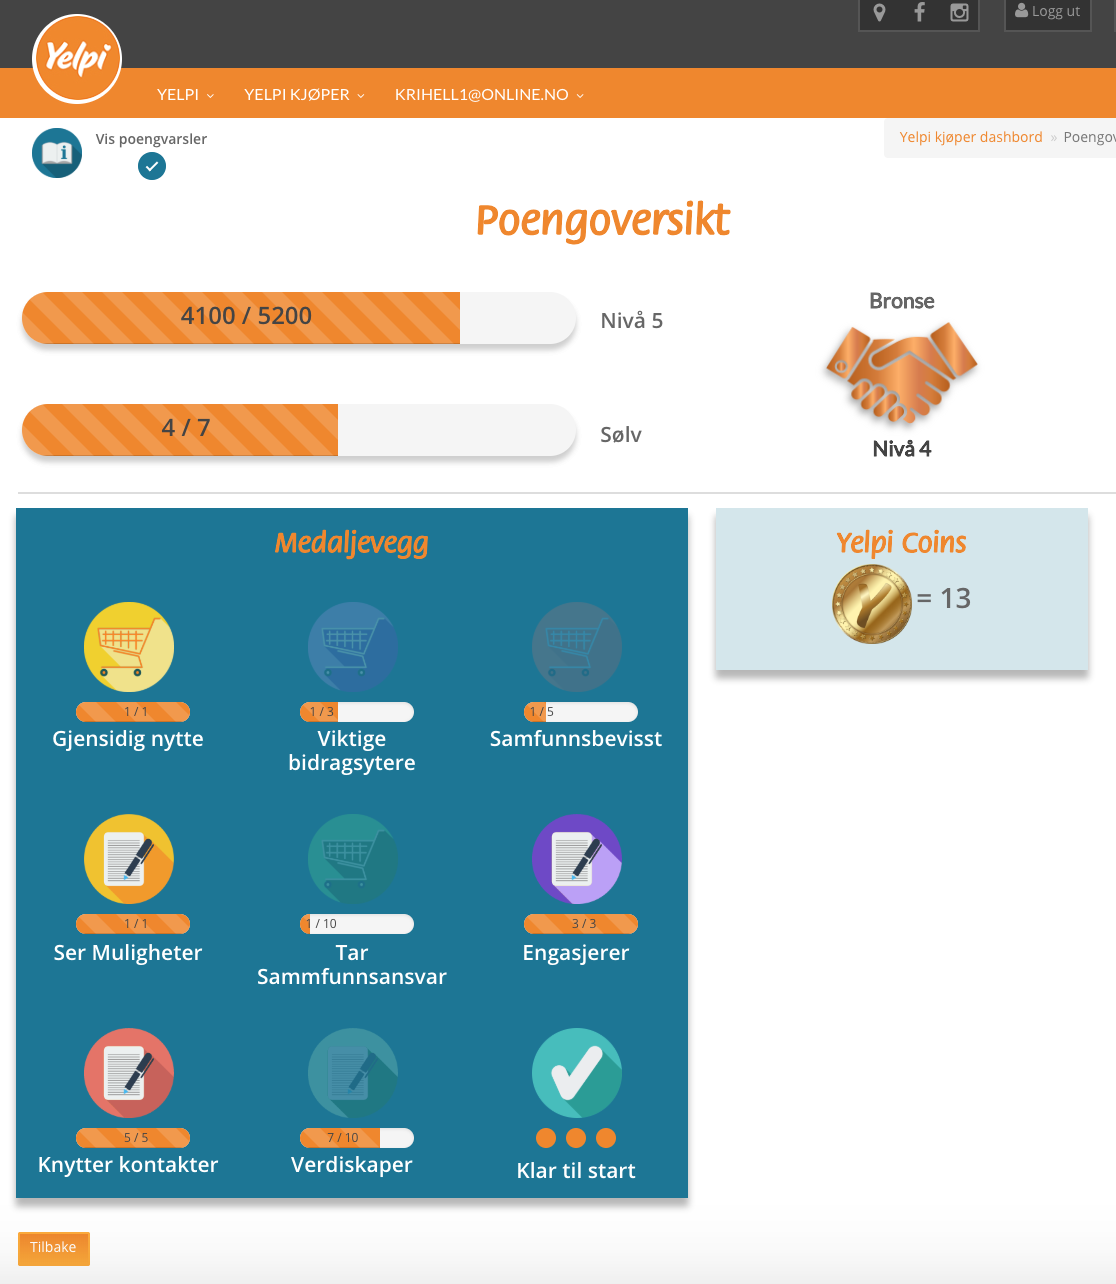 Logg ut
Yelpi
YELPI
YELPI KJØPER
KRIHELL1@ONLINE.NO
Vis poengvarsler
Yelpi kjøper dashbord » Poengov
Poengoversikt
4100 / 5200
Nivå 5
Bronse
4 / 7
Sølv
Nivå 4
Medaljevegg
Yelpi Coins
= 13
1 / 1
1 / 3
1 / 5
Gjensidig nytte
Viktige
bidragsytere
Samfunnsbevisst
1 / 1
1 / 10
3 / 3
Ser Muligheter
Tar
Sammfunnsansvar
Engasjerer
5 / 5
7 / 10
Knytter kontakter
Verdiskaper
Klar til start
Tilbake